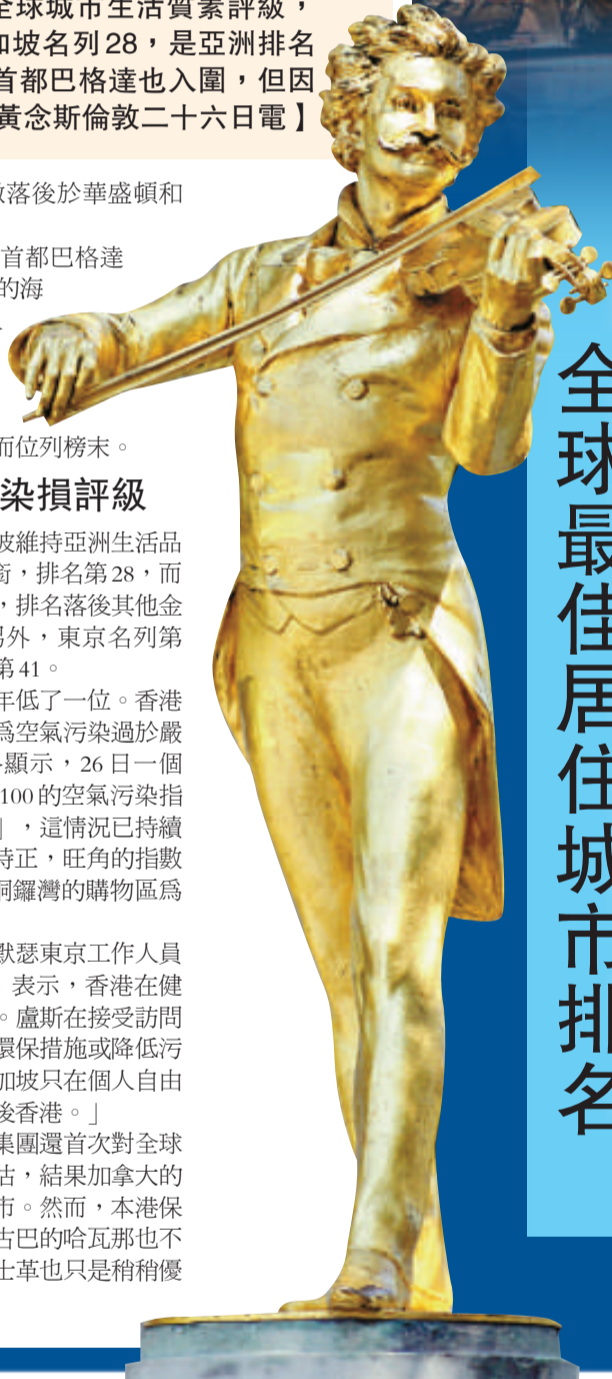 全球城市生活質素評級，
加坡名列28，是亞洲排名
首都巴格達也入圍，但因
黃念斯倫敦二十六日電】
落後於華盛頓和
首都巴格達
的海
而位列榜末。
染損評級
坡維持亞洲生活品
銜，排名第28，而
，排名落後其他金
另外，東京名列第
第41。
年低了一位。香港
爲空氣污染過於嚴
顯示，26日一個
100的空氣污染指
」，這情況已持續
時正，旺角的指數
銅鑼灣的購物區爲
默瑟東京工作人員
）表示，香港在健
。盧斯在接受訪問
環保措施或降低污
加坡只在個人自由
後香港。」
集團還首次對全球
估，結果加拿大的
市。然而，本港保
古巴的哈瓦那也不
士革也只是稍稍優
全球最佳居住城市排名